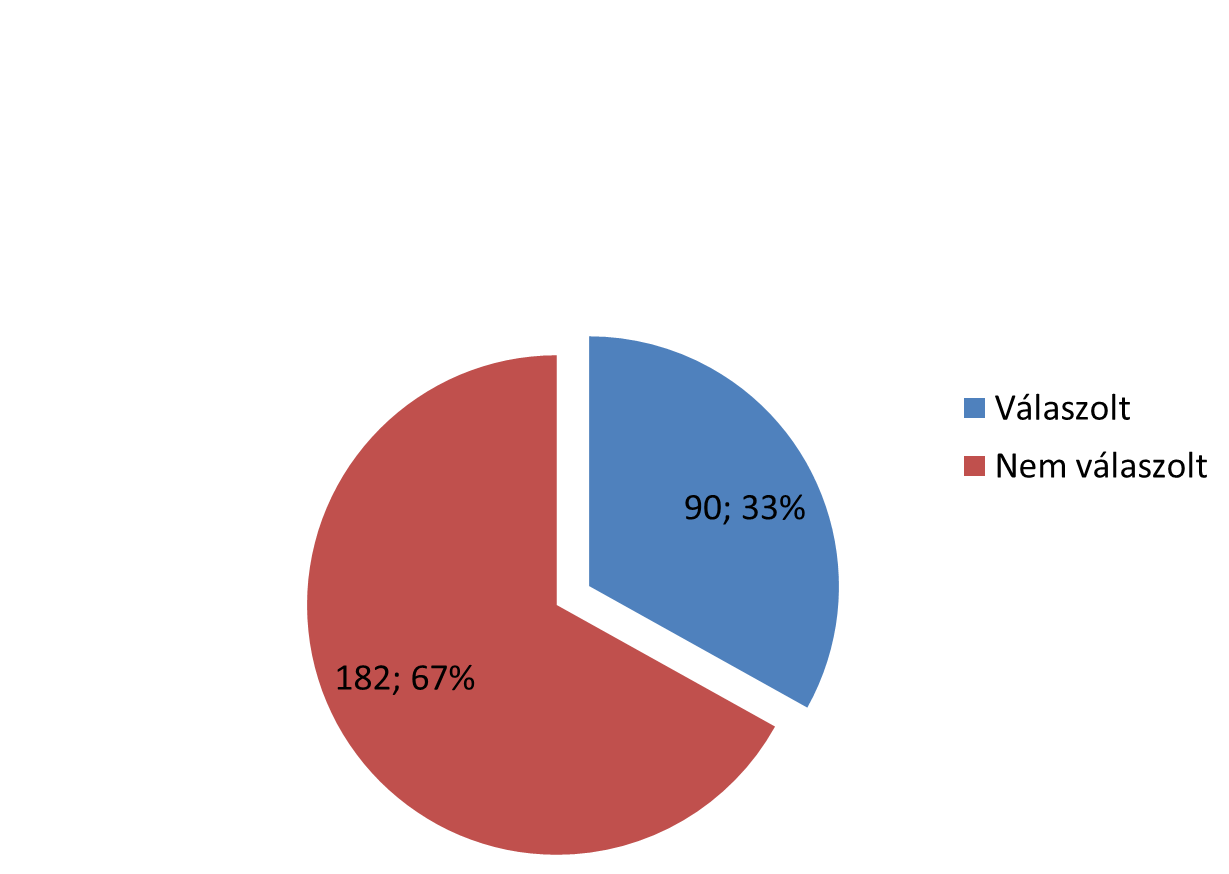 Válaszolt
Nem válaszolt
90; 33%
182; 67%